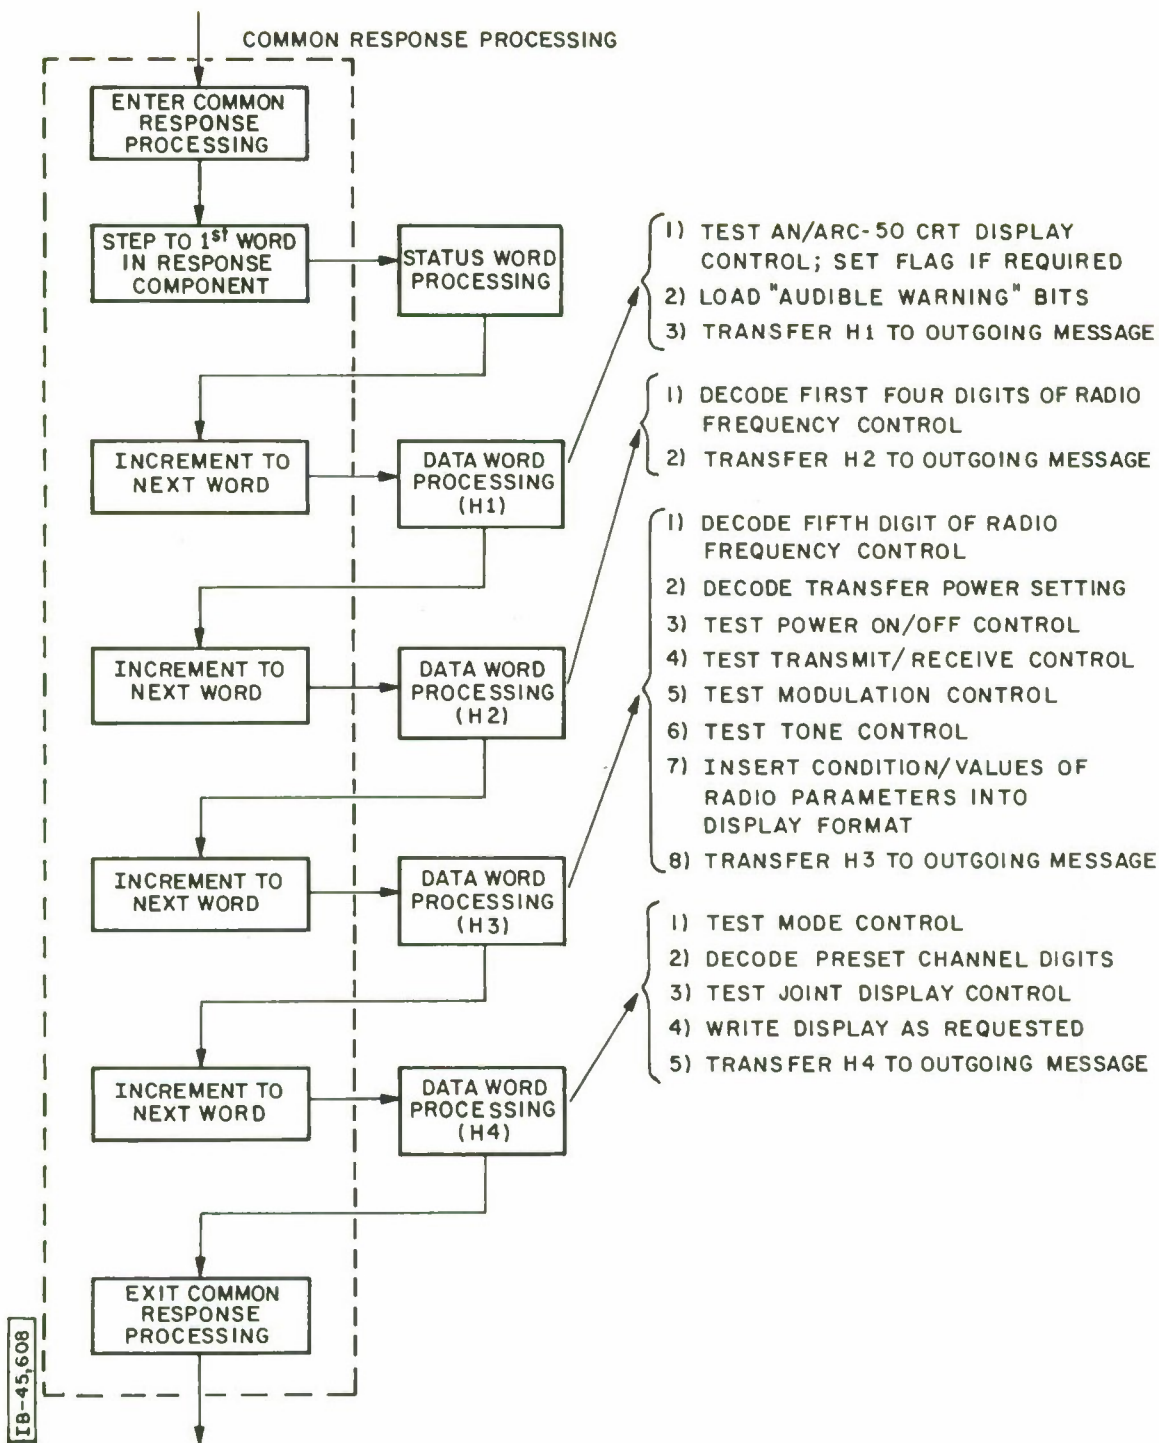 COMMON RESPONSE PROCESSING
ENTER COMMON
RESPONSE
PROCESSING
STEP TO 1st WORD
IN RESPONSE
COMPONENT
STATUS WORD
PROCESSING
1) TEST AN/ARC-50 CRT DISPLAY
CONTROL; SET FLAG IF REQUIRED
2) LOAD "AUDIBLE WARNING" BITS
3) TRANSFER H1 TO OUTGOING MESSAGE
INCREMENT TO
NEXT WORD
DATA WORD
PROCESSING
(H1)
1) DECODE FIRST FOUR DIGITS OF RADIO
FREQUENCY CONTROL
2) TRANSFER H2 TO OUTGOING MESSAGE
INCREMENT TO
NEXT WORD
DATA WORD
PROCESSING
(H2)
1) DECODE FIFTH DIGIT OF RADIO
FREQUENCY CONTROL
2) DECODE TRANSFER POWER SETTING
3) TEST POWER ON/OFF CONTROL
4) TEST TRANSMIT/RECEIVE CONTROL
5) TEST MODULATION CONTROL
6) TEST TONE CONTROL
7) INSERT CONDITION/VALUES OF
RADIO PARAMETERS INTO
DISPLAY FORMAT
8) TRANSFER H3 TO OUTGOING MESSAGE
INCREMENT TO
NEXT WORD
DATA WORD
PROCESSING
(H3)
1) TEST MODE CONTROL
2) DECODE PRESET CHANNEL DIGITS
3) TEST JOINT DISPLAY CONTROL
4) WRITE DISPLAY AS REQUESTED
5) TRANSFER H4 TO OUTGOING MESSAGE
INCREMENT TO
NEXT WORD
DATA WORD
PROCESSING
(H4)
EXIT COMMON
RESPONSE
PROCESSING
IB-45,608